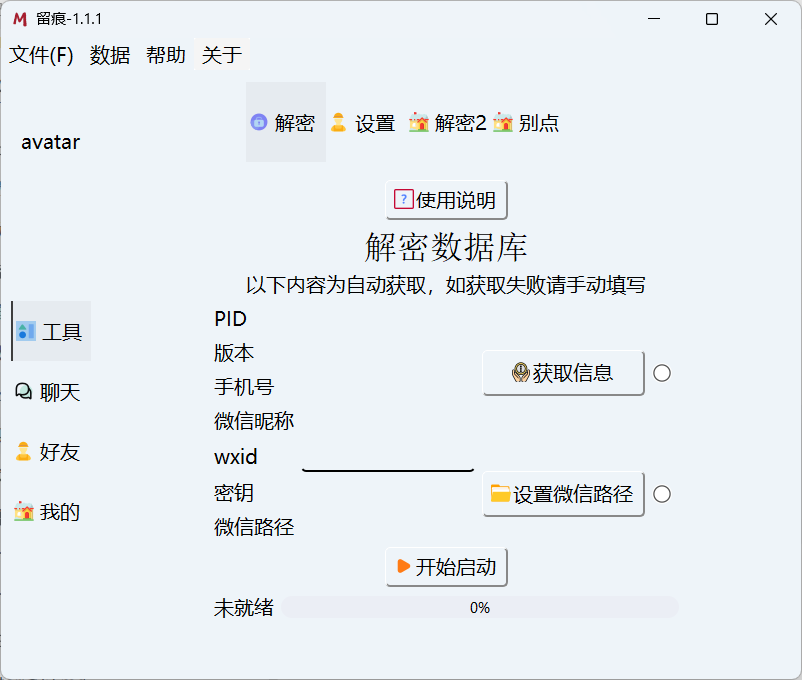 留痕-1.1.1
文件(F) 数据 帮助 关于
解密 设置 解密2 别点
avatar
使用说明
解密数据库
以下内容为自动获取，如获取失败请手动填写
工具
聊天
好友
我的
PID
版本
手机号
微信昵称
wxid
密钥
微信路径
获取信息
设置微信路径
开始启动
未就绪 0%